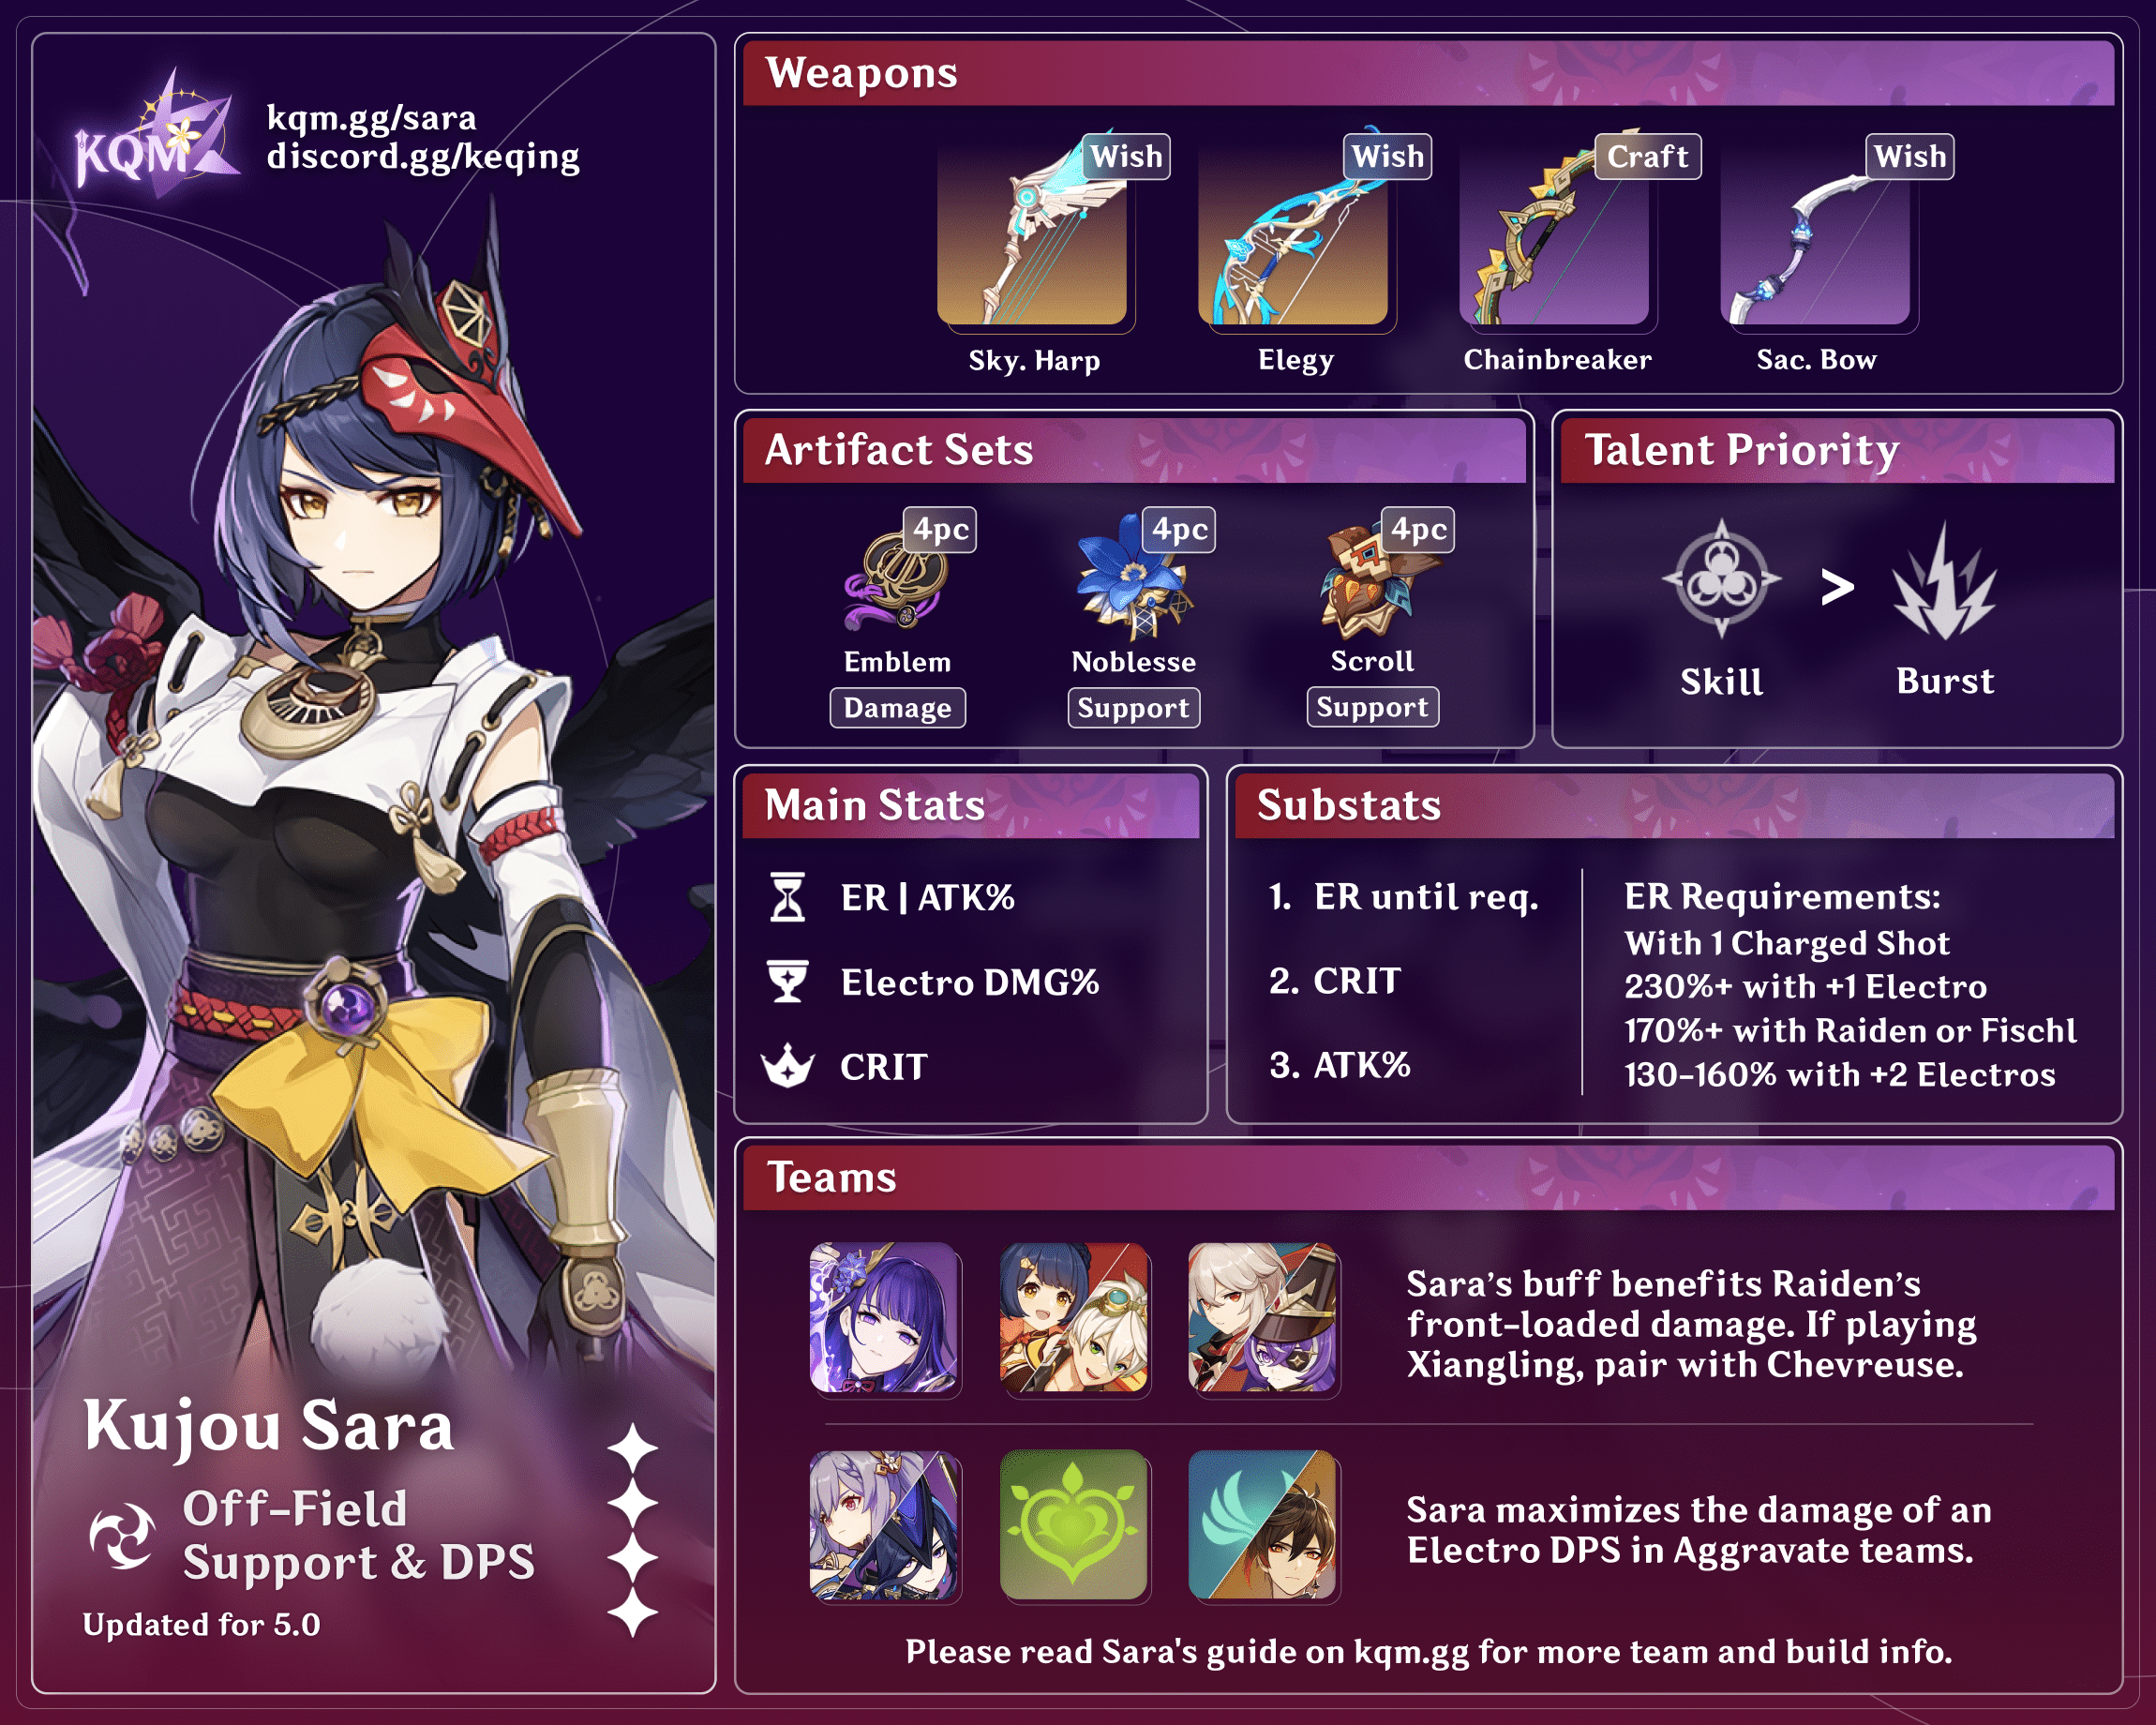 KQM
kqm.gg/sara
discord.gg/keqing
Kujou Sara
Off-Field
Support & DPS
Updated for 5.0
Weapons
Wish
Wish
Craft
Wish
Sky. Harp
Elegy
Chainbreaker
Sac. Bow
Artifact Sets
4pc
4pc
4pc
Emblem
Noblesse
Scroll
Damage
Support
Support
Talent Priority
>
Skill
Burst
Main Stats
ER | ATK%
Electro DMG%
CRIT
Substats
1. ER until req.
2. CRIT
3. ATK%
ER Requirements:
With 1 Charged Shot
230%+ with +1 Electro
170%+ with Raiden or Fischl
130-160% with +2 Electros
Teams
Sara's buff benefits Raiden's
front-loaded damage. If playing
Xiangling, pair with Chevreuse.
Sara maximizes the damage of an
Electro DPS in Aggravate teams.
Please read Sara's guide on kqm.gg for more team and build info.